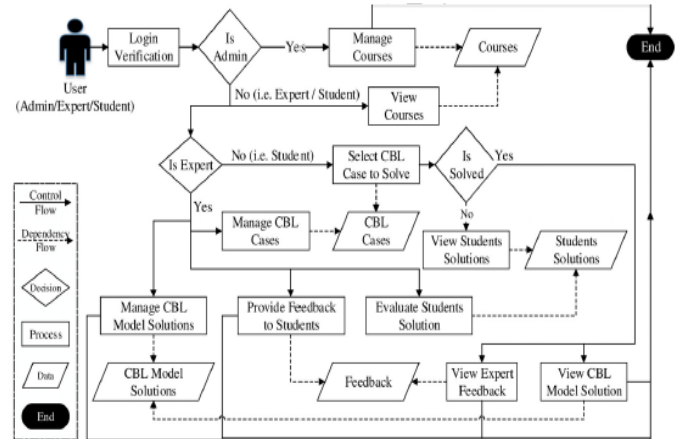 Login
Verification
Is
Admin
Yes
Manage
Courses
Courses
End
User
(Admin/Expert/Student)
No (i.e. Expert / Student)
View
Courses
Is Expert
No (i.e. Student)
Select CBL
Case to Solve
Is
Solved
Yes
Yes
No
Manage CBL
Cases
CBL
Cases
View Students
Solutions
Students
Solutions
Control
Flow
Dependency
Flow
Decision
Process
Data
End
Manage CBL
Model Solutions
Provide Feedback
to Students
Evaluate Students
Solution
CBL Model
Solutions
Feedback
View Expert
Feedback
View CBL
Model Solution